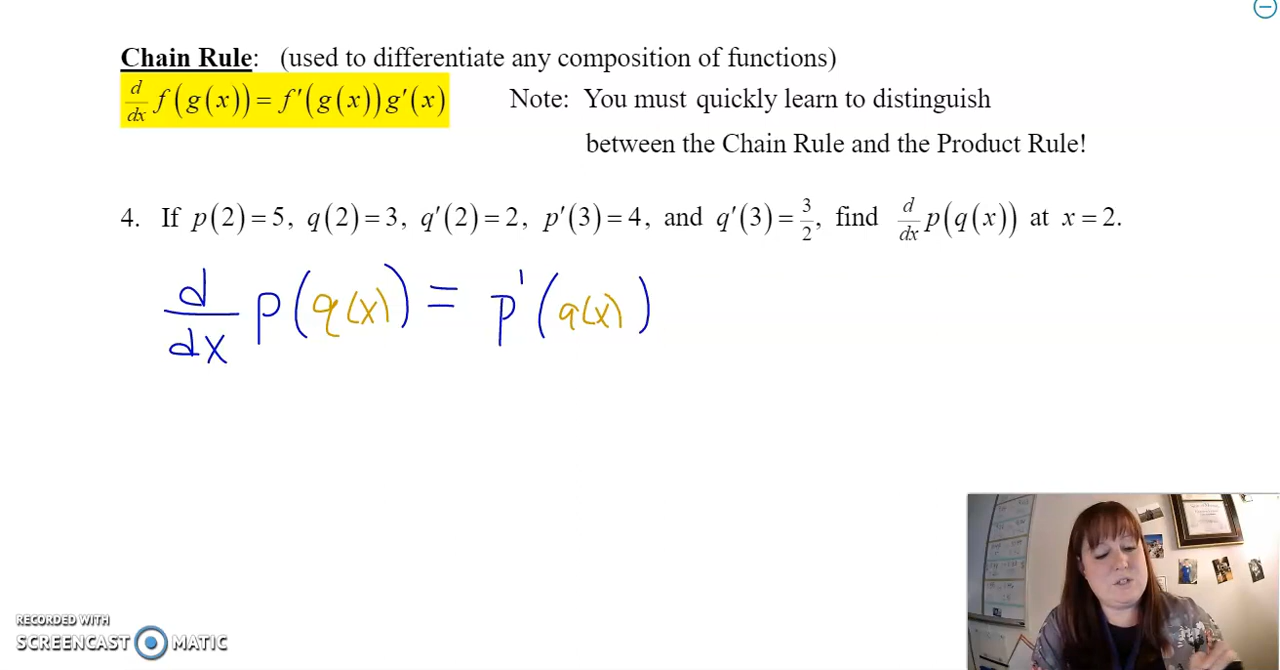 Chain Rule: (used to differentiate any composition of functions)
d/dx f(g(x)) = f′(g(x))g′(x) Note: You must quickly learn to distinguish
between the Chain Rule and the Product Rule!
4. If p(2)=5, q(2)=3, q′(2)=2, p′(3)=4, and q′(3)=3/2, find d/dx p(q(x)) at x=2.
d/dx p(q(x)) = p'(q(x))
RECORDED WITH
SCREENCAST MATIC